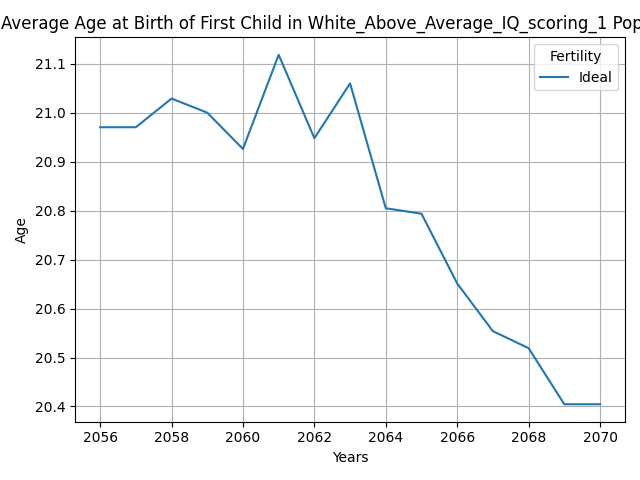 Average Age at Birth of First Child in White_Above_Average_IQ_scoring_1 Pop
Fertility
Ideal
21.1
21.0
20.9
20.8
20.7
20.6
20.5
20.4
Age
2056 2058 2060 2062 2064 2066 2068 2070
Years